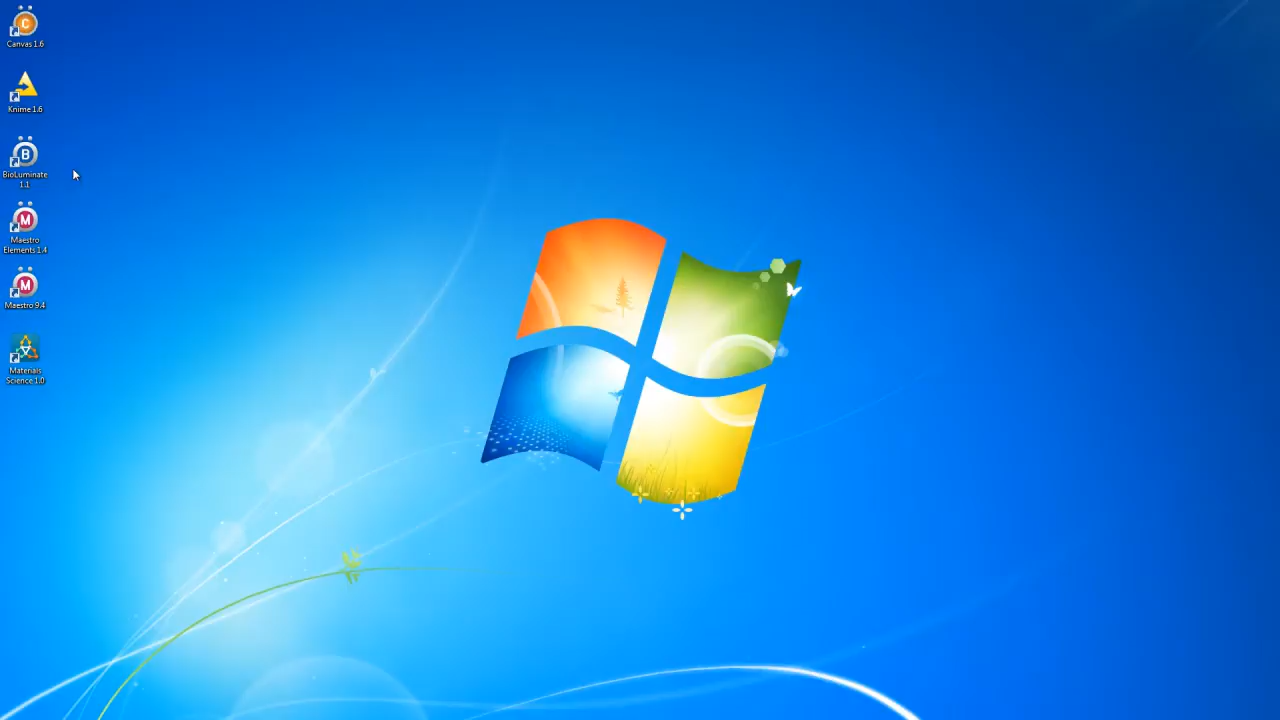 C
Canvas 1.6
Knime 1.6
B
BioLuminate
1.1
M
Maestro
Elements 1.4
M
Maestro 9.4
Materials
Science 1.0